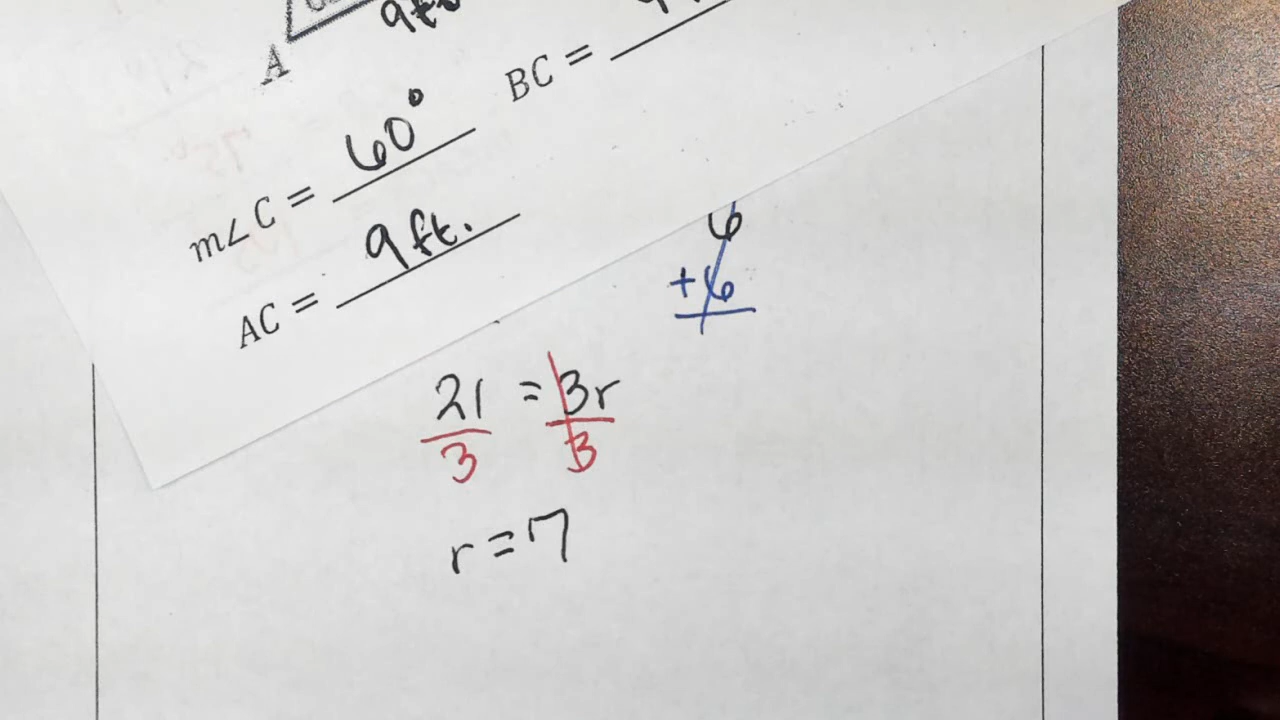 9ft.
A
BC =
m∠C = 60°
AC = 9ft.
6
+6
21 = 3r
3 3
r = 7